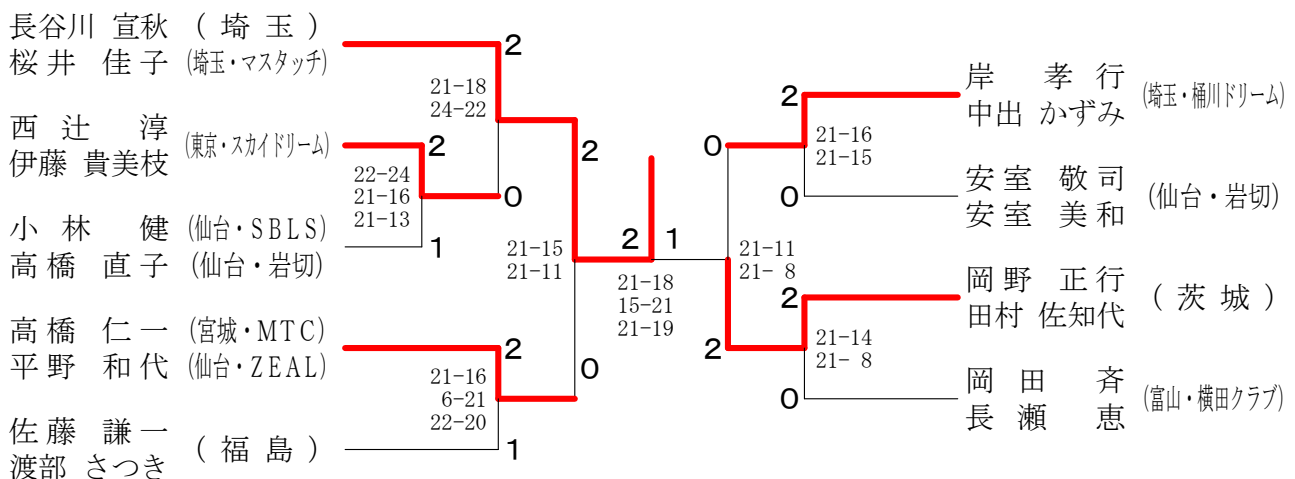 長谷川 宣秋 ( 埼 玉 )
桜 井 佳 子 (埼玉・マスタッチ)
2
21-18
24-22
西 辻 淳
伊藤 貴美枝 (東京・スカイドリーム)
2
22-24
21-16
21-13
0
小 林 健 (仙台・SBLS)
高 橋 直 子 (仙台・岩切)
1
2
21-15
21-11
高 橋 仁 一 (宮城・MTC)
平 野 和 代 (仙台・ZEAL)
2
21-16
6-21
22-20
0
佐 藤 謙 一
渡部 さつき ( 福 島 )
1
2 1
21-18
15-21
21-19
岸 孝 行
中出 かずみ (埼玉・桶川ドリーム)
2
21-16
21-15
0
安 室 敬 司
安 室 美 和 (仙台・岩切)
0
21-11
21- 8
岡 野 正 行
田村 佐知代 ( 茨 城 )
2
21-14
21- 8
2
岡 田 斉
長 瀬 恵 (富山・横田クラブ)
0